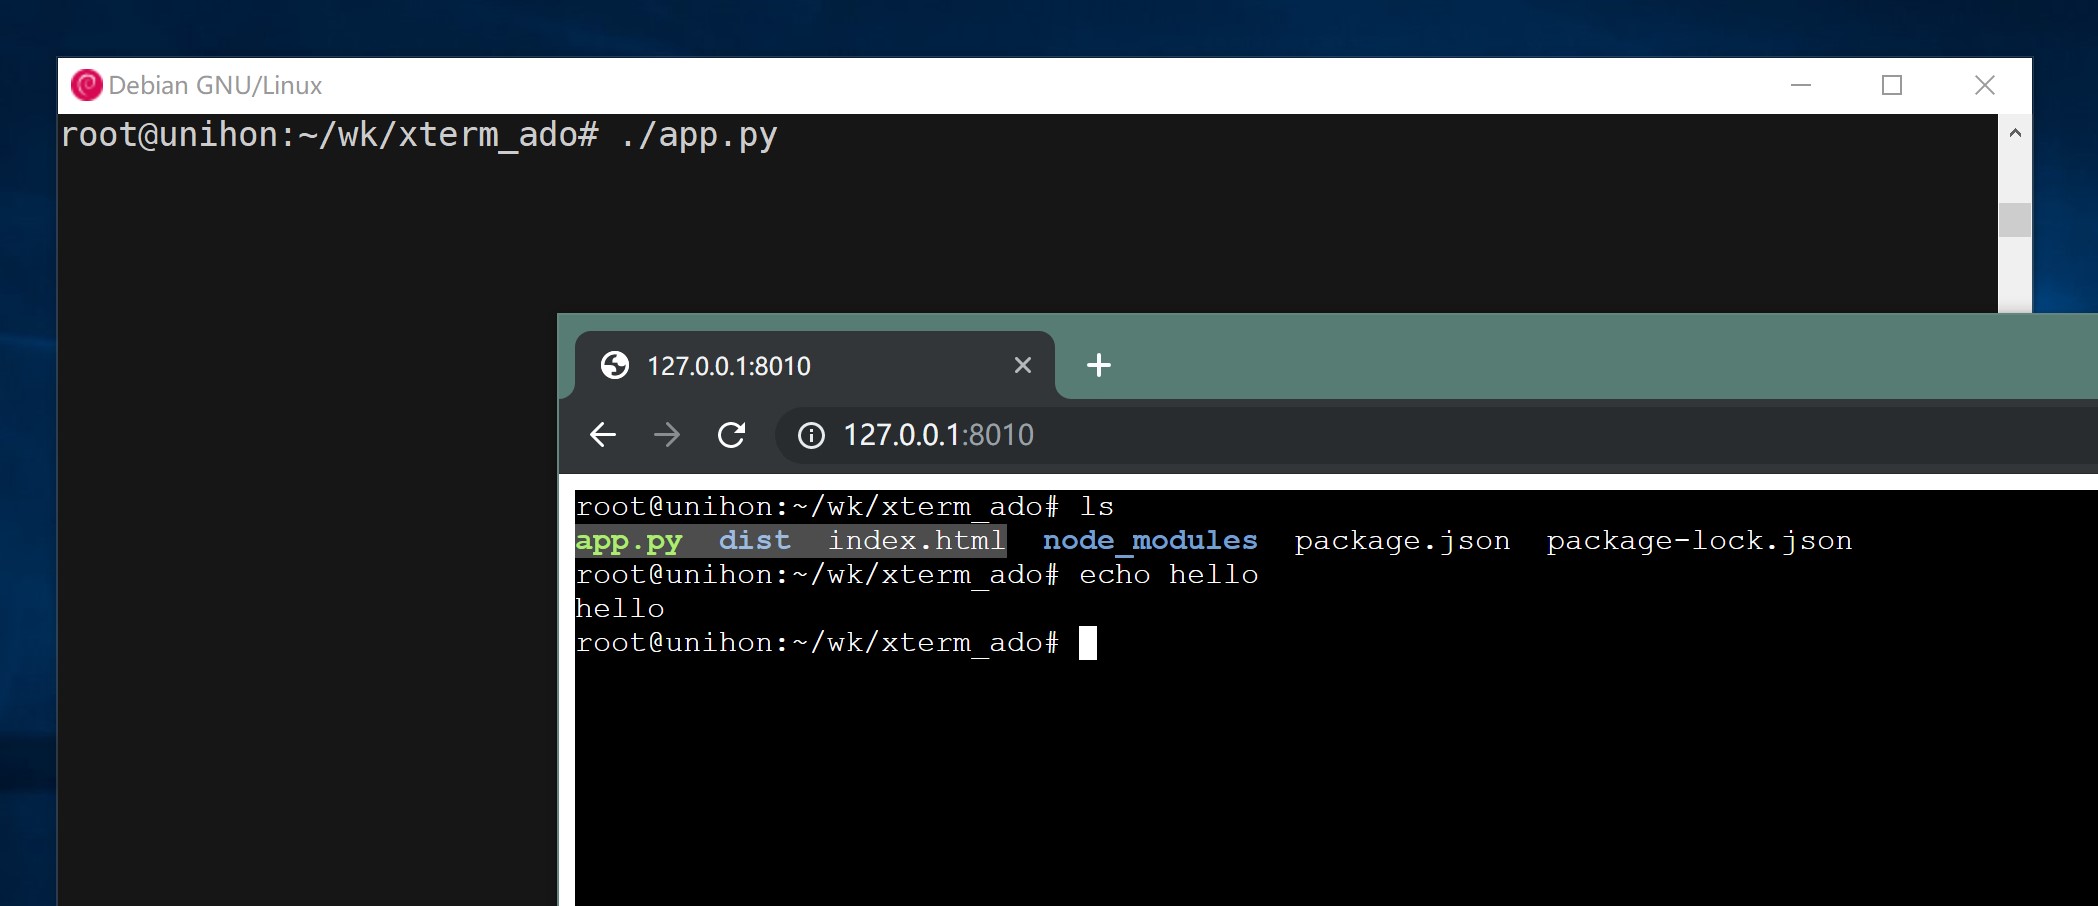 Debian GNU/Linux
root@unihon:~/wk/xterm_ado# ./app.py
127.0.0.1:8010
127.0.0.1:8010
root@unihon:~/wk/xterm_ado# ls
app.py  dist  index.html  node_modules  package.json  package-lock.json
root@unihon:~/wk/xterm_ado# echo hello
hello
root@unihon:~/wk/xterm_ado#